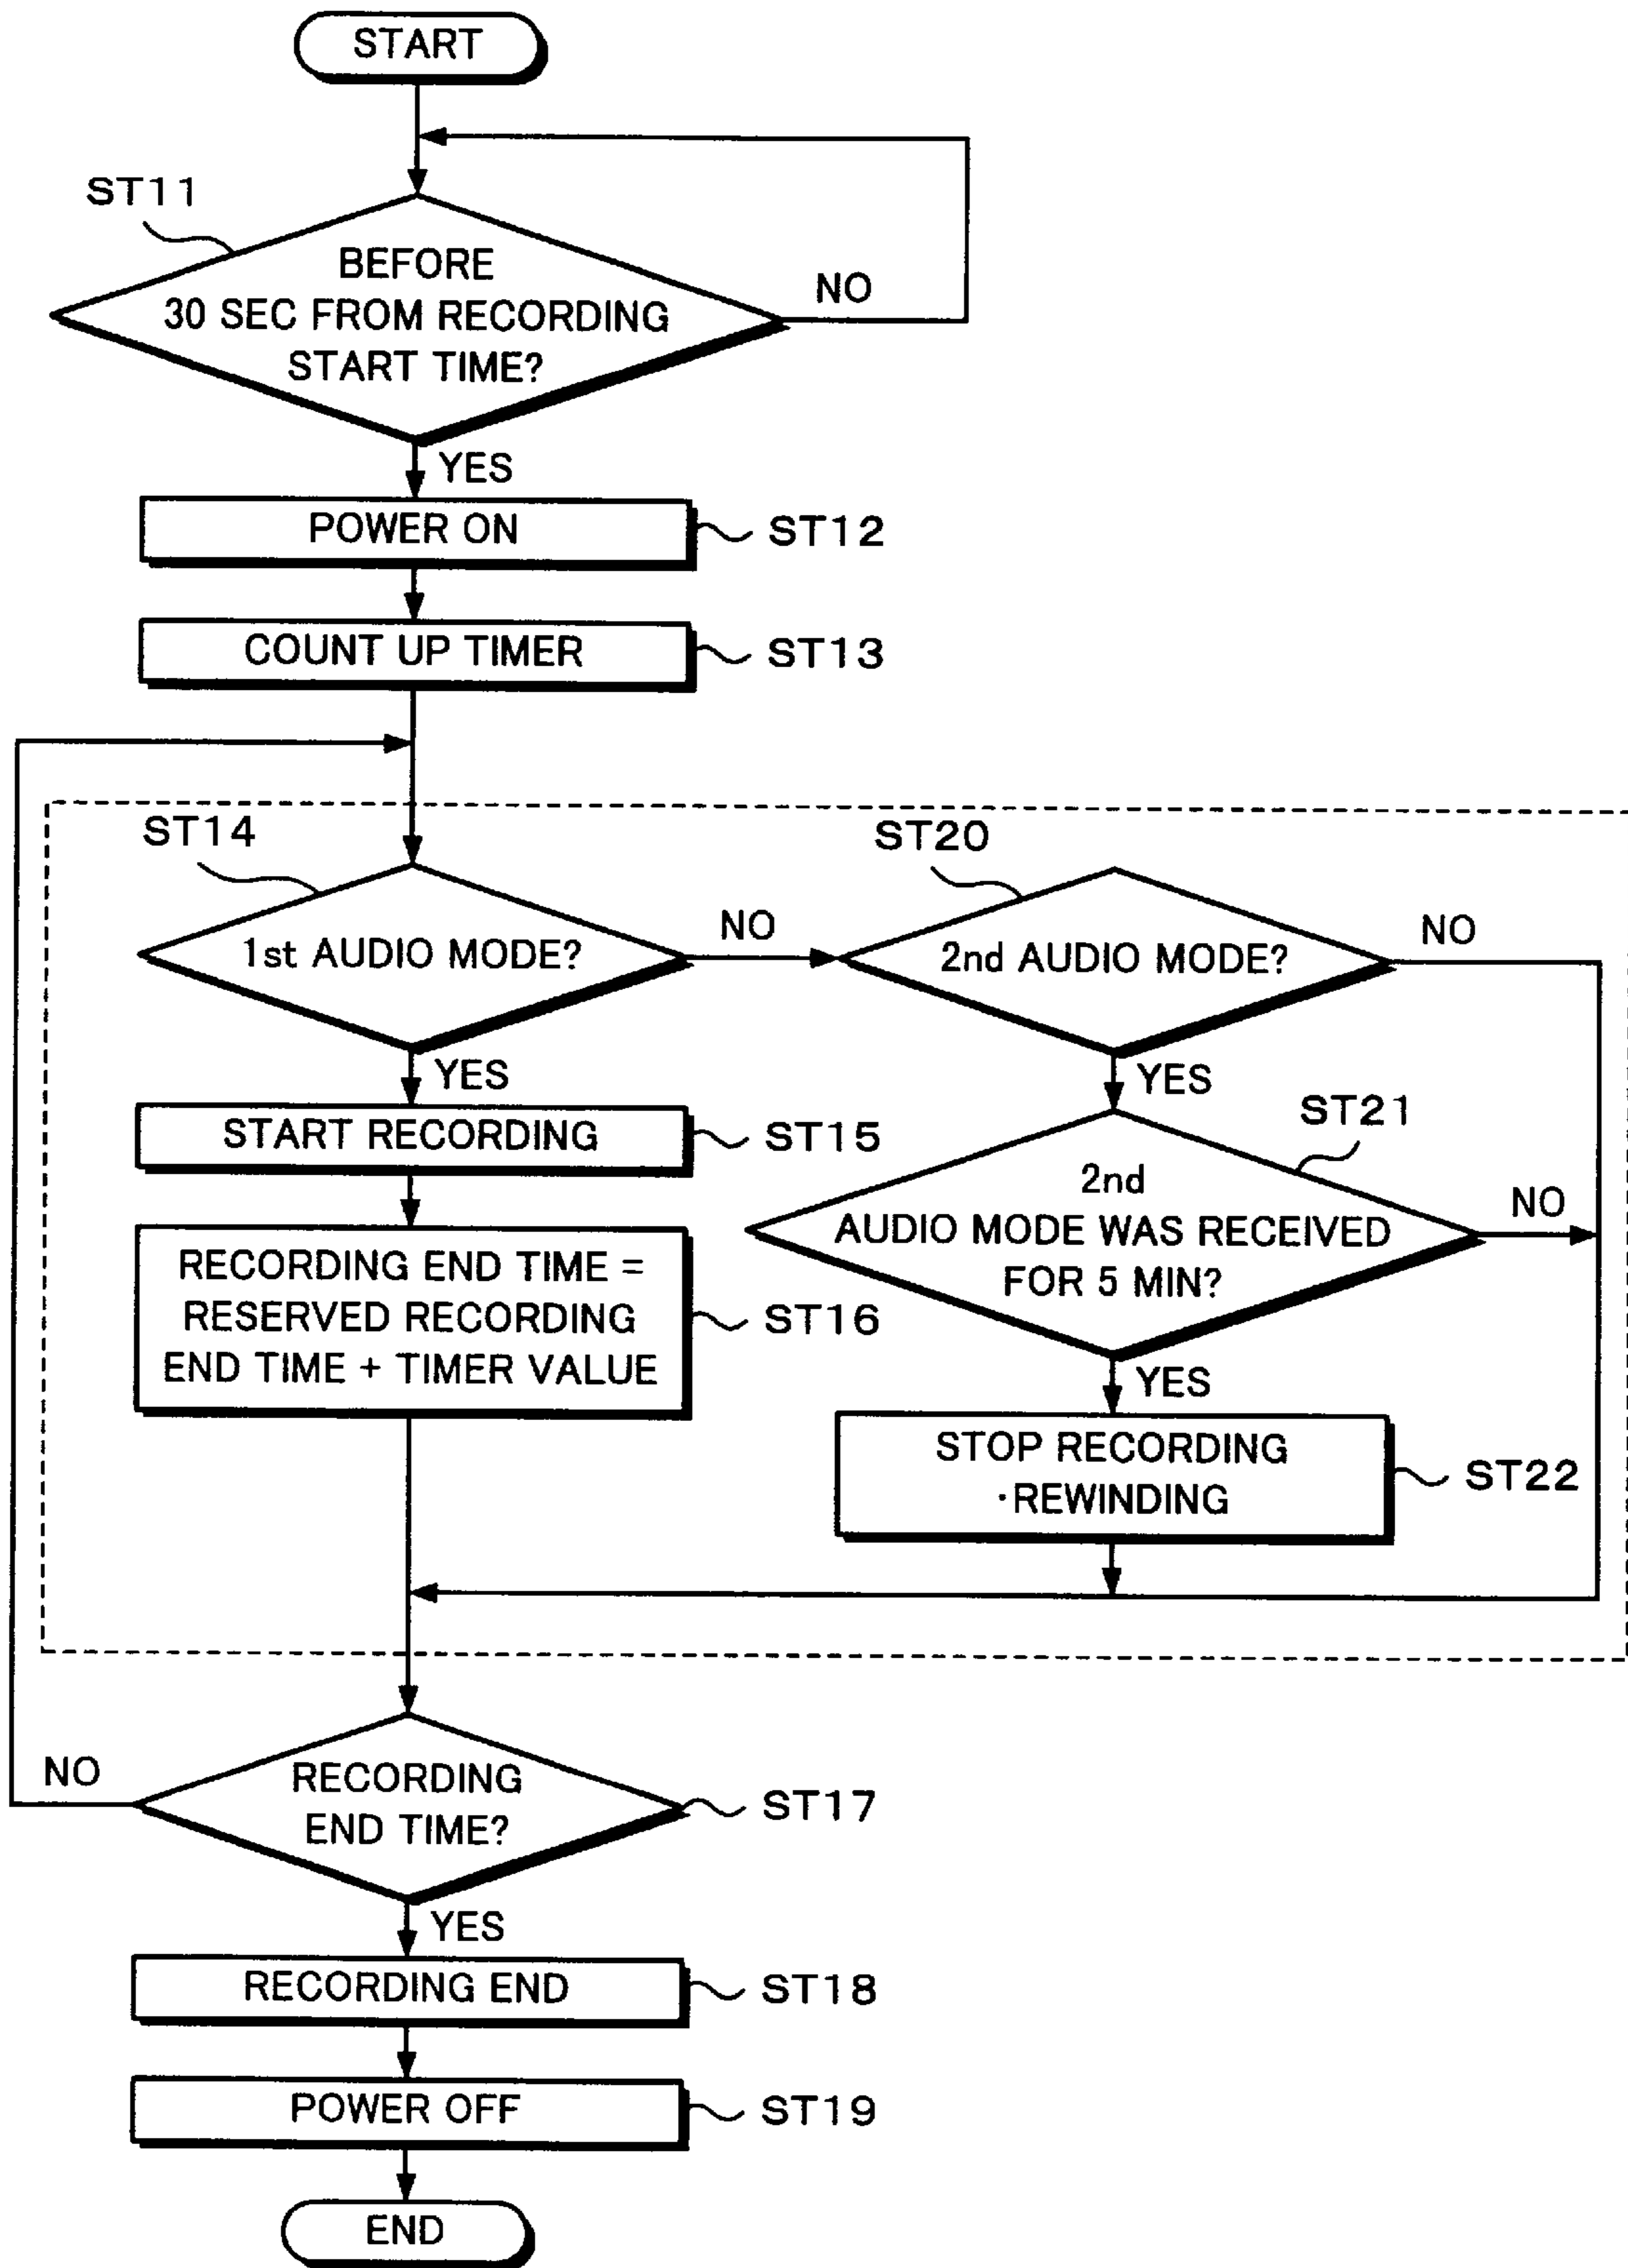 START
ST11
BEFORE
30 SEC FROM RECORDING
START TIME?
NO
YES
POWER ON
ST12
COUNT UP TIMER
ST13
ST14
1st AUDIO MODE?
NO
ST20
2nd AUDIO MODE?
NO
YES
START RECORDING
ST15
YES
ST21
2nd
AUDIO MODE WAS RECEIVED
FOR 5 MIN?
NO
RECORDING END TIME =
RESERVED RECORDING
END TIME + TIMER VALUE
ST16
YES
STOP RECORDING
·REWINDING
ST22
RECORDING
END TIME?
NO
ST17
YES
RECORDING END
ST18
POWER OFF
ST19
END